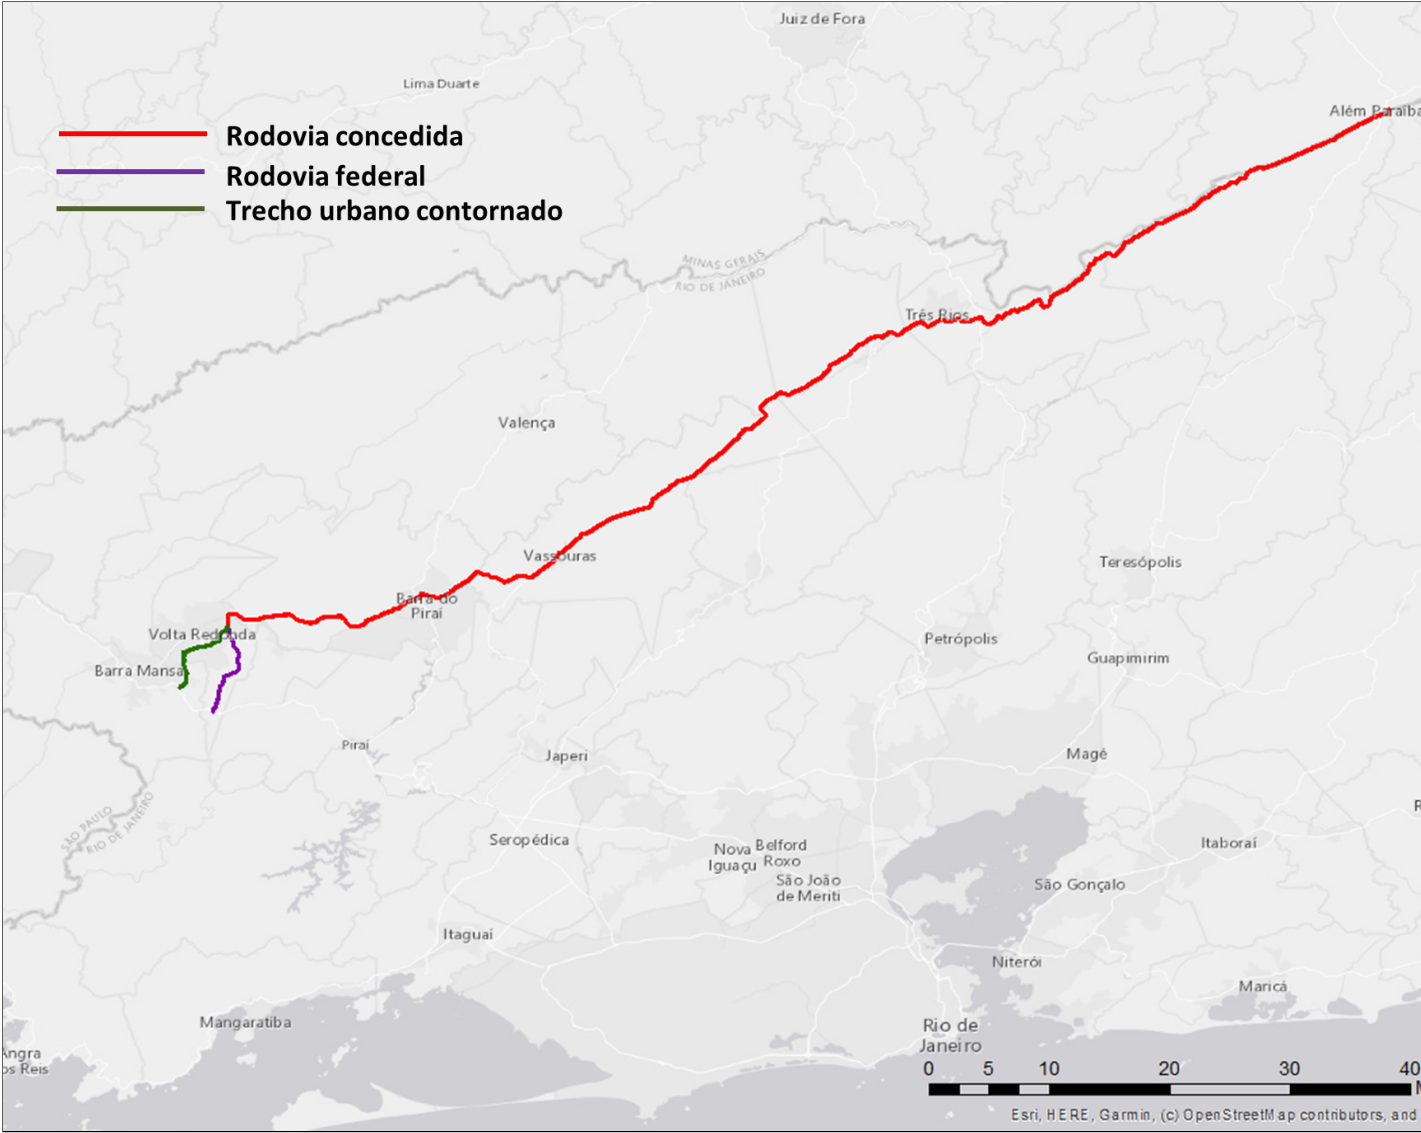 Juiz de Fora
Lima Duarte
Além Paraíba
Rodovia concedida
Rodovia federal
Trecho urbano contornado
MINAS GERAIS
RIO DE JANEIRO
Três Rios
Valença
Vassouras
Teresópolis
Barra do
Piraí
Volta Redonda
Petrópolis
Guapimirim
Barra Mansa
Piraí
Japeri
Magé
SÃO PAULO
RIO DE JANEIRO
Seropédica
Nova
Iguaçu
Belford
Roxo
Itaboraí
São João
de Meriti
São Gonçalo
Itaguaí
Niterói
Maricá
Mangaratiba
Rio de
Janeiro
Angra
os Reis
0 5 10 20 30 40
Esri, HERE, Garmin, (c) OpenStreetMap contributors, and